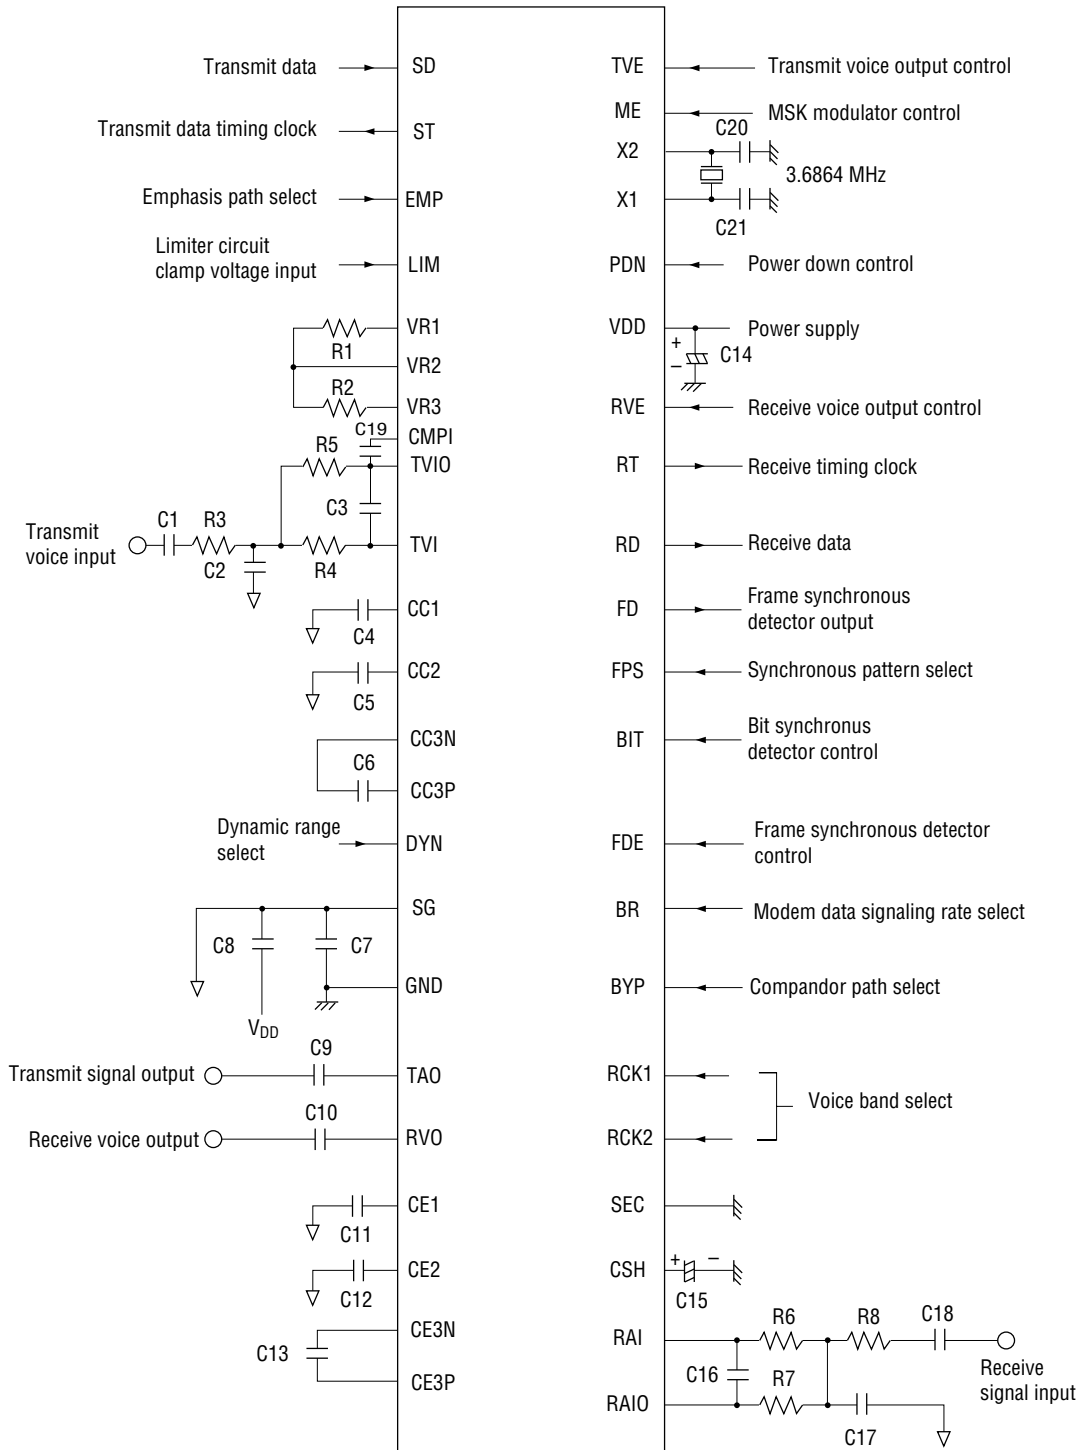 Transmit data SD TVE Transmit voice output control
ME MSK modulator control
Transmit data timing clock ST
C20
X2
3.6864 MHz
Emphasis path select EMP X1
C21
Limiter circuit
clamp voltage input LIM PDN Power down control
VR1 VDD Power supply
R1
+
–
C14
VR2
R2
VR3 RVE Receive voice output control
C19
CMPI
R5
TVIO RT Receive timing clock
C3
Transmit
voice input
C1 R3
C2
R4
TVI RD Receive data
CC1 FD Frame synchronous
detector output
C4
CC2 FPS Synchronous pattern select
C5
CC3N BIT Bit synchronus
detector control
C6
CC3P
Dynamic range
select DYN FDE Frame synchronous detector
control
SG BR Modem data signaling rate select
C8 C7
GND BYP Compandor path select
VDD
C9
Transmit signal output TAO RCK1
Voice band select
C10
Receive voice output RVO RCK2
CE1 SEC
C11
CE2 CSH + –
C12 C15
CE3N RAI R6 R8 C18
C13
C16 R7
Receive
signal input
CE3P RAIO
C17